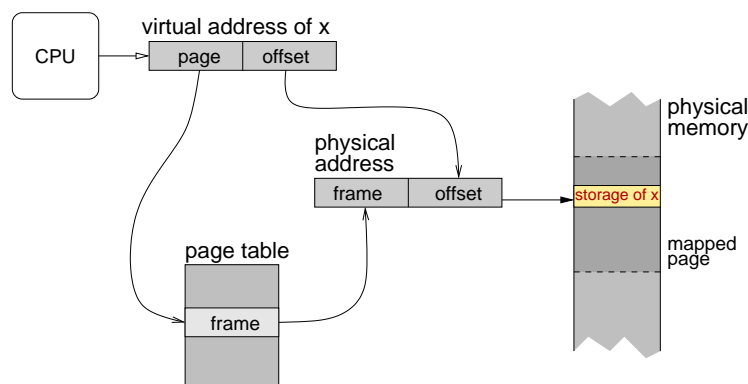 virtual address of x
CPU
page
offset
physical
memory
physical
address
frame
offset
storage of x
mapped
page
page table
frame